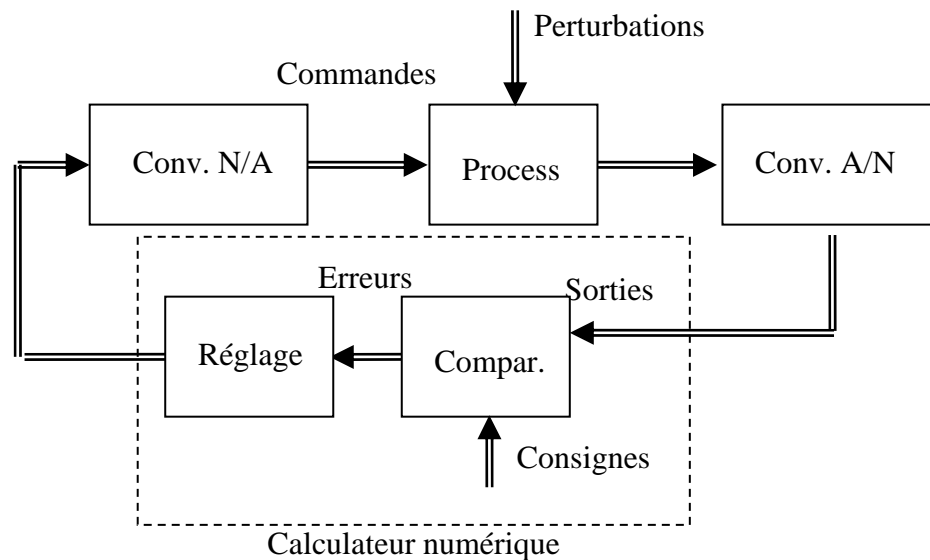 Perturbations
Commandes
Conv. N/A
Process
Conv. A/N
Erreurs
Sorties
Réglage
Compar.
Consignes
Calculateur numérique